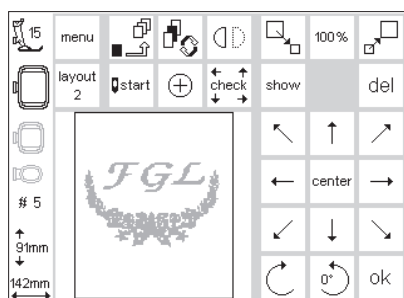 15 menu 100%
layout start check show del
2
FGL
center
# 5
91mm
142mm 0° ok